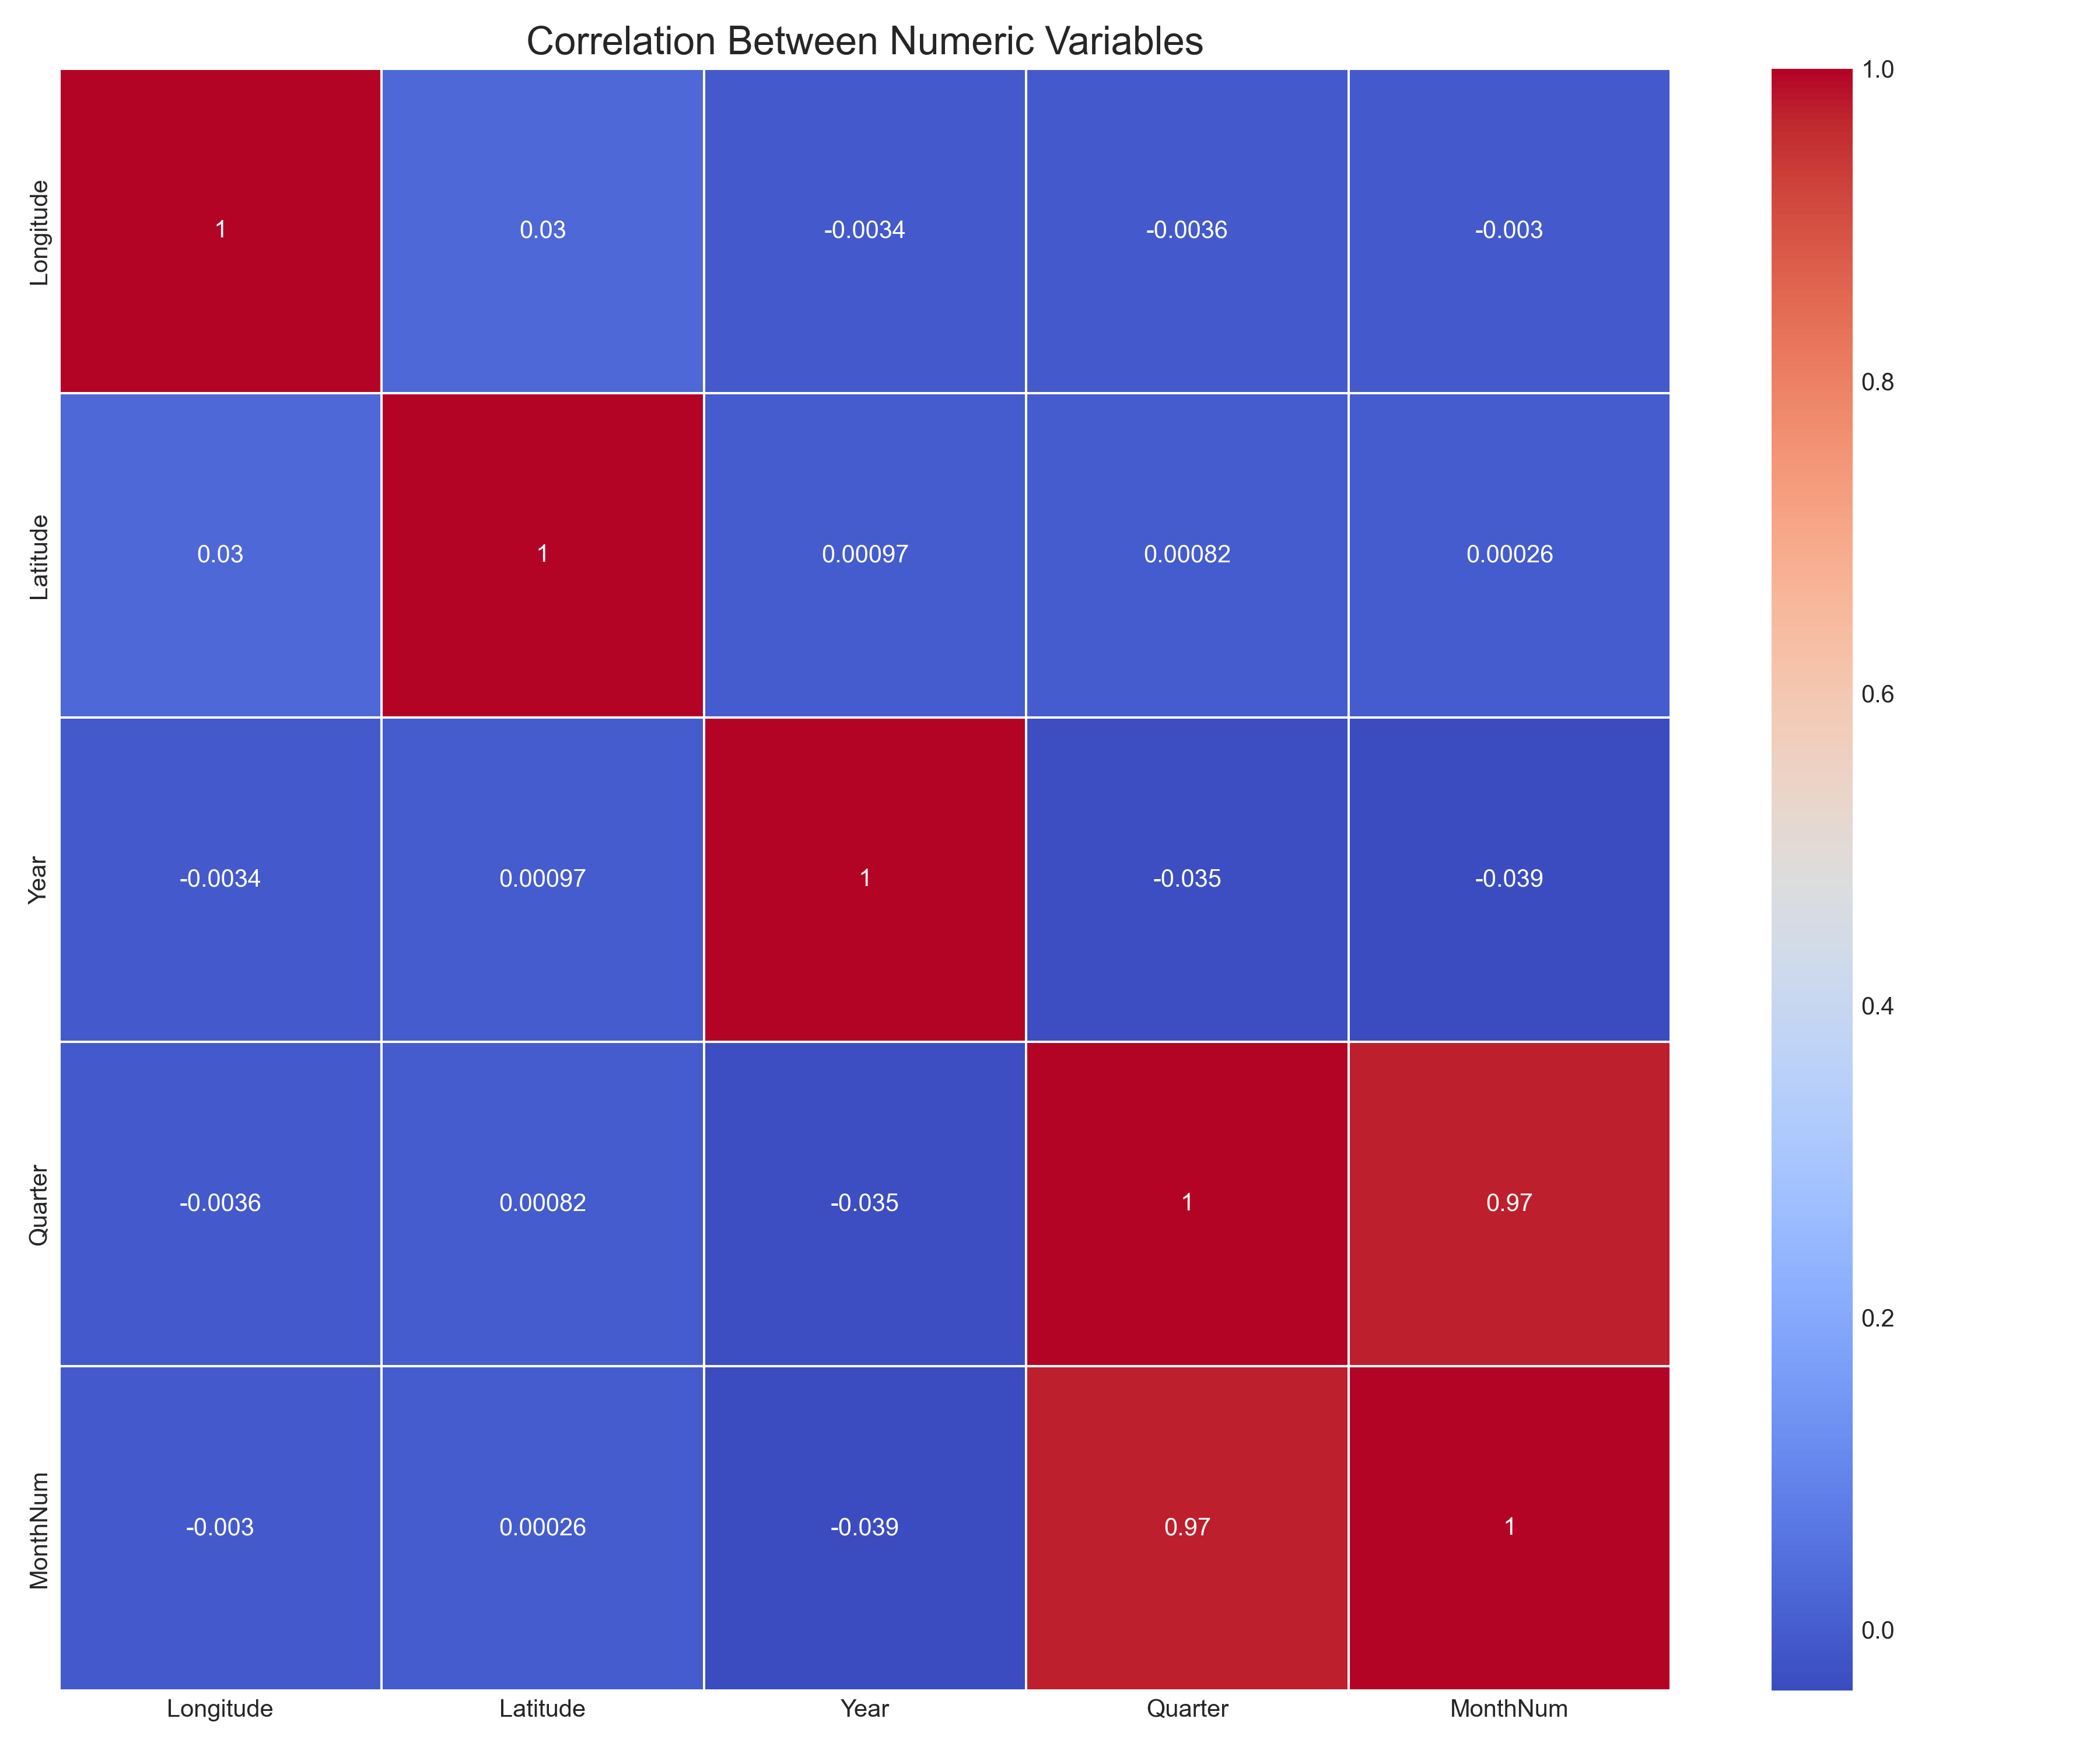 Correlation Between Numeric Variables
Longitude 1 0.03 -0.0034 -0.0036 -0.003
Latitude 0.03 1 0.00097 0.00082 0.00026
Year -0.0034 0.00097 1 -0.035 -0.039
Quarter -0.0036 0.00082 -0.035 1 0.97
MonthNum -0.003 0.00026 -0.039 0.97 1
Longitude Latitude Year Quarter MonthNum
1.0
0.8
0.6
0.4
0.2
0.0